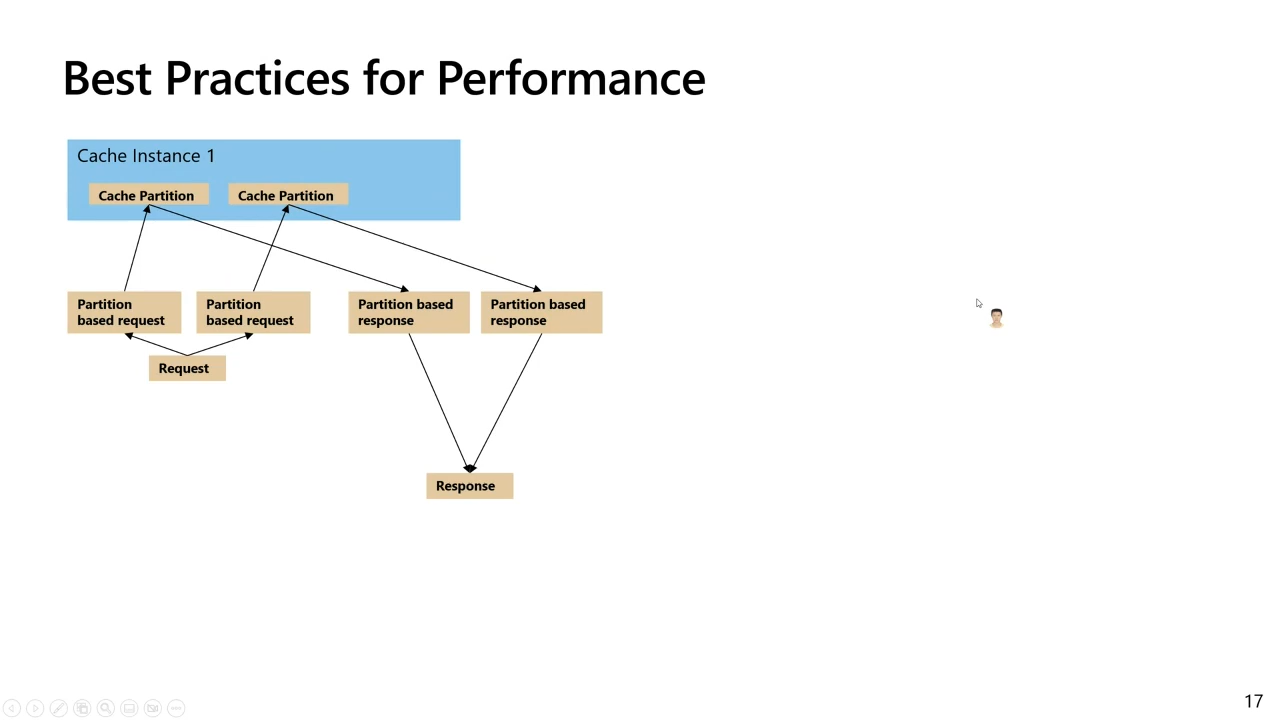 Best Practices for Performance
Cache Instance 1
Cache Partition
Cache Partition
Partition
based request
Partition
based request
Partition based
response
Partition based
response
Request
Response
17